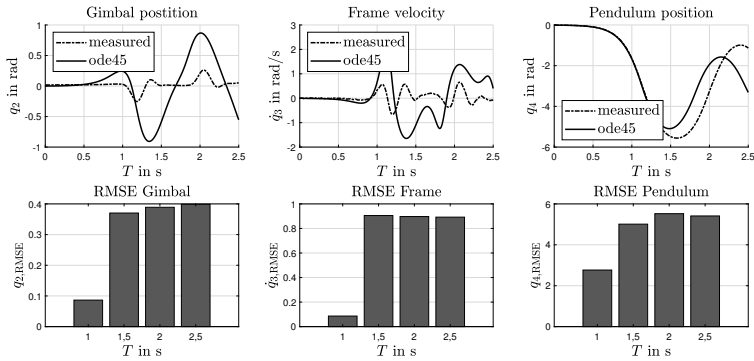 Gimbal postition
q2 in rad
1
0.5
0
-0.5
-1
measured
ode45
0 0.5 1 1.5 2 2.5
T in s
Frame velocity
q̇3 in rad/s
3
2
1
0
-1
-2
measured
ode45
0 0.5 1 1.5 2 2.5
T in s
Pendulum position
q4 in rad
0
-2
-4
-6
measured
ode45
0 0.5 1 1.5 2 2.5
T in s
RMSE Gimbal
q2,RMSE
0.4
0.3
0.2
0.1
0
1 1,5 2 2,5
T in s
RMSE Frame
q̇3,RMSE
1
0.8
0.6
0.4
0.2
0
1 1,5 2 2,5
T in s
RMSE Pendulum
q4,RMSE
6
4
2
0
1 1,5 2 2,5
T in s